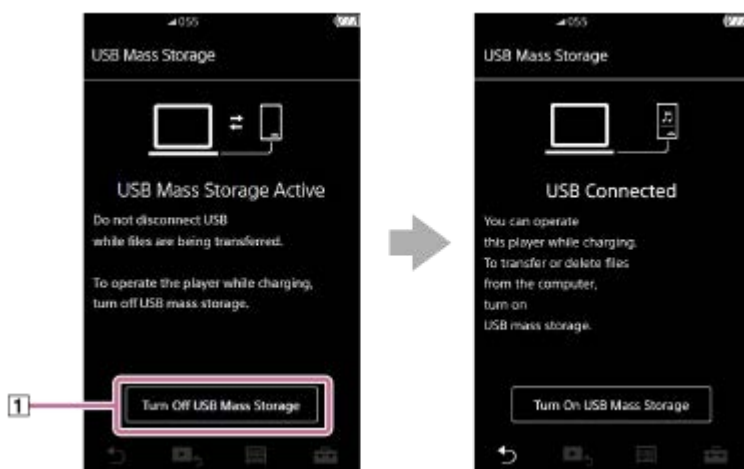 055
USB Mass Storage
USB Mass Storage Active
Do not disconnect USB
while files are being transferred.
To operate the player while charging,
turn off USB mass storage.
Turn Off USB Mass Storage
1
055
USB Mass Storage
USB Connected
You can operate
this player while charging.
To transfer or delete files
from the computer,
turn on
USB mass storage.
Turn On USB Mass Storage